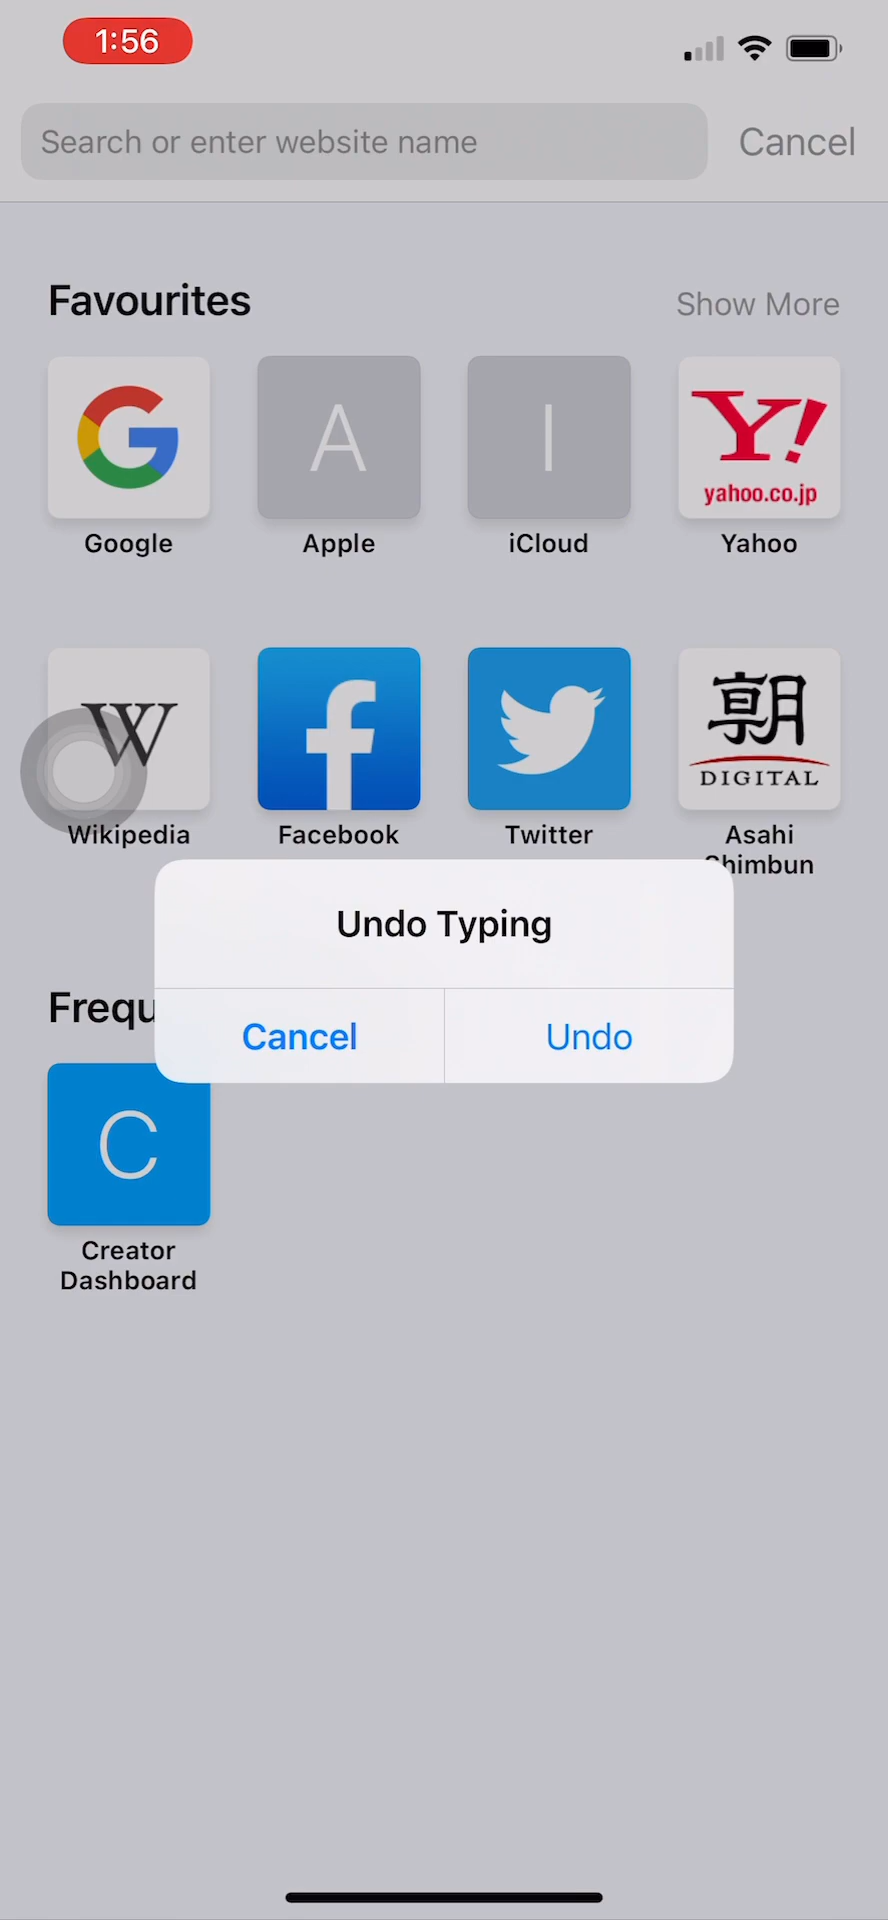 1:56
Search or enter website name
Cancel
Favourites
Show More
G
A
I
Y!
yahoo.co.jp
Google
Apple
iCloud
Yahoo
W
f
朝
DIGITAL
Wikipedia
Facebook
Twitter
Asahi
Shimbun
Undo Typing
Frequ
Cancel
Undo
C
Creator
Dashboard